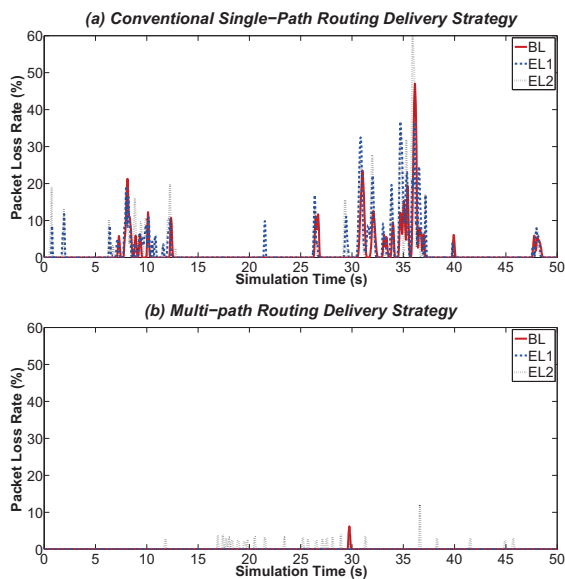 (a) Conventional Single−Path Routing Delivery Strategy
60
50
40
30
20
10
0
Packet Loss Rate (%)
BL
EL1
EL2
0 5 10 15 20 25 30 35 40 45 50
Simulation Time (s)
(b) Multi−path Routing Delivery Strategy
60
50
40
30
20
10
0
Packet Loss Rate (%)
BL
EL1
EL2
0 5 10 15 20 25 30 35 40 45 50
Simulation Time (s)